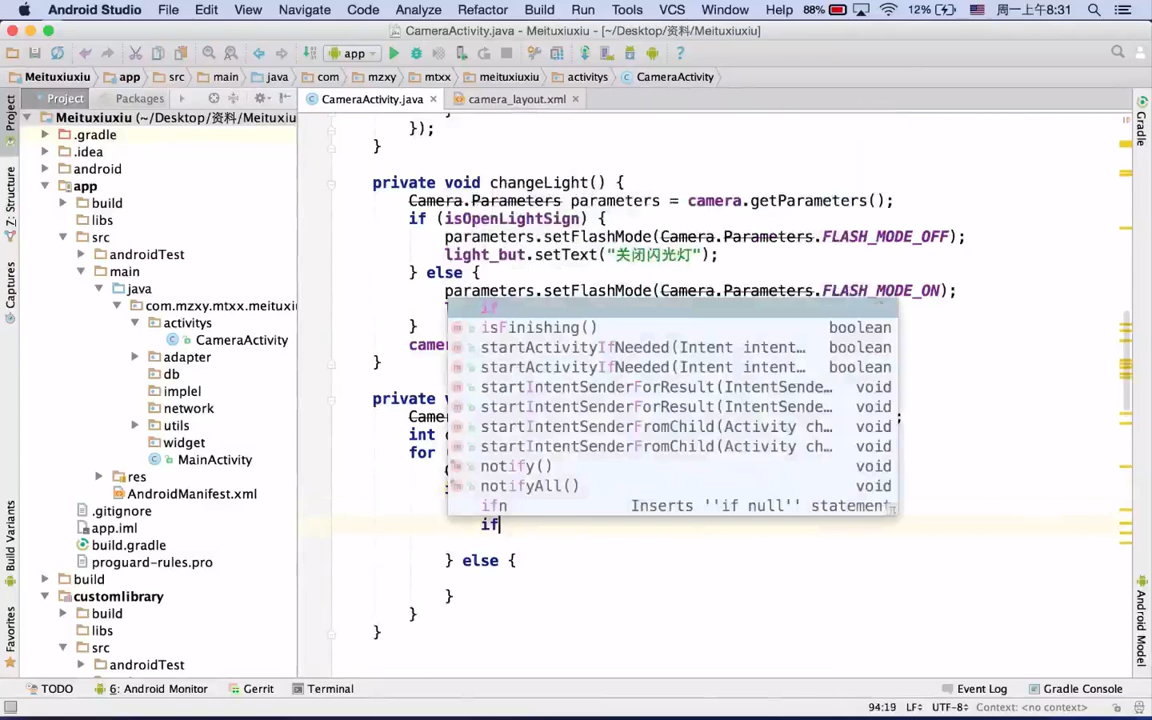 Android Studio File Edit View Navigate Code Analyze Refactor Build Run Tools VCS Window Help 88% 12% 周一上午8:31
CameraActivity.java - Meituxiuxiu - [~/Desktop/资料/Meituxiuxiu]
app
Meituxiuxiu app src main java com mzxy mtxx meituxiuxiu activitys CameraActivity
Project Packages
CameraActivity.java camera_layout.xml
1: Project
Z: Structure
Captures
Build Variants
Favorites
Gradle
Android Model
Meituxiuxiu (~/Desktop/资料/Meituxiu
.gradle
.idea
android
app
build
libs
src
androidTest
main
java
com.mzxy.mtxx.meituxi
activitys
CameraActivity
adapter
db
implel
network
utils
widget
MainActivity
res
AndroidManifest.xml
.gitignore
app.iml
build.gradle
proguard-rules.pro
build
customlibrary
build
libs
src
androidTest
});
}
private void changeLight() {
Camera.Parameters parameters = camera.getParameters();
if (isOpenLightSign) {
parameters.setFlashMode(Camera.Parameters.FLASH_MODE_OFF);
light_but.setText("关闭闪光灯");
} else {
parameters.setFlashMode(Camera.Parameters.FLASH_MODE_ON);
}
came
}
private v
Came
int c
for (
if
isFinishing() boolean
startActivityIfNeeded(Intent intent… boolean
startActivityIfNeeded(Intent intent… boolean
startIntentSenderForResult(IntentSende… void
startIntentSenderForResult(IntentSende… void
startIntentSenderFromChild(Activity ch… void
startIntentSenderFromChild(Activity ch… void
notify() void
notifyAll() void
ifn Inserts ''if null'' statement
if
} else {
}
}
}
TODO 6: Android Monitor Gerrit Terminal Event Log Gradle Console
94:19 LF÷ UTF-8÷ Context: <no context>